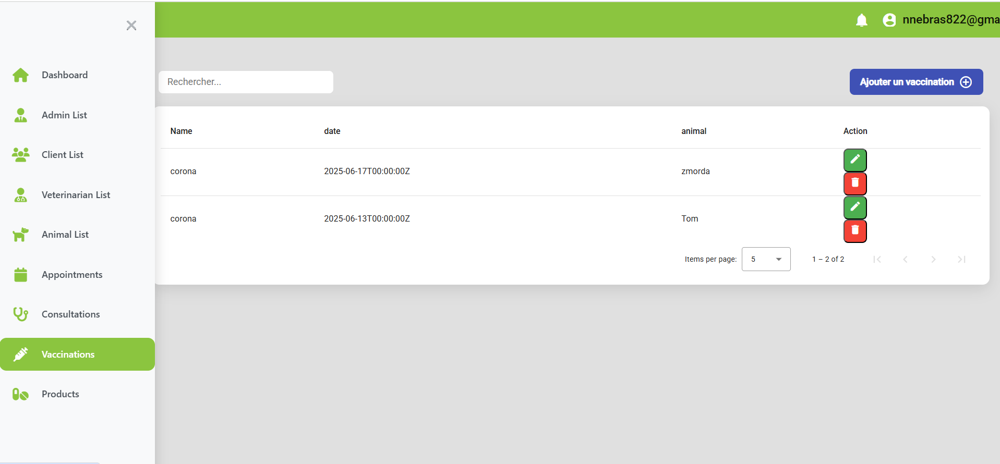 nnebras822@gma
Dashboard
Admin List
Client List
Veterinarian List
Animal List
Appointments
Consultations
Vaccinations
Products
Rechercher...
Ajouter un vaccination
Name date animal Action
corona 2025-06-17T00:00:00Z zmorda
corona 2025-06-13T00:00:00Z Tom
Items per page: 5 1 – 2 of 2